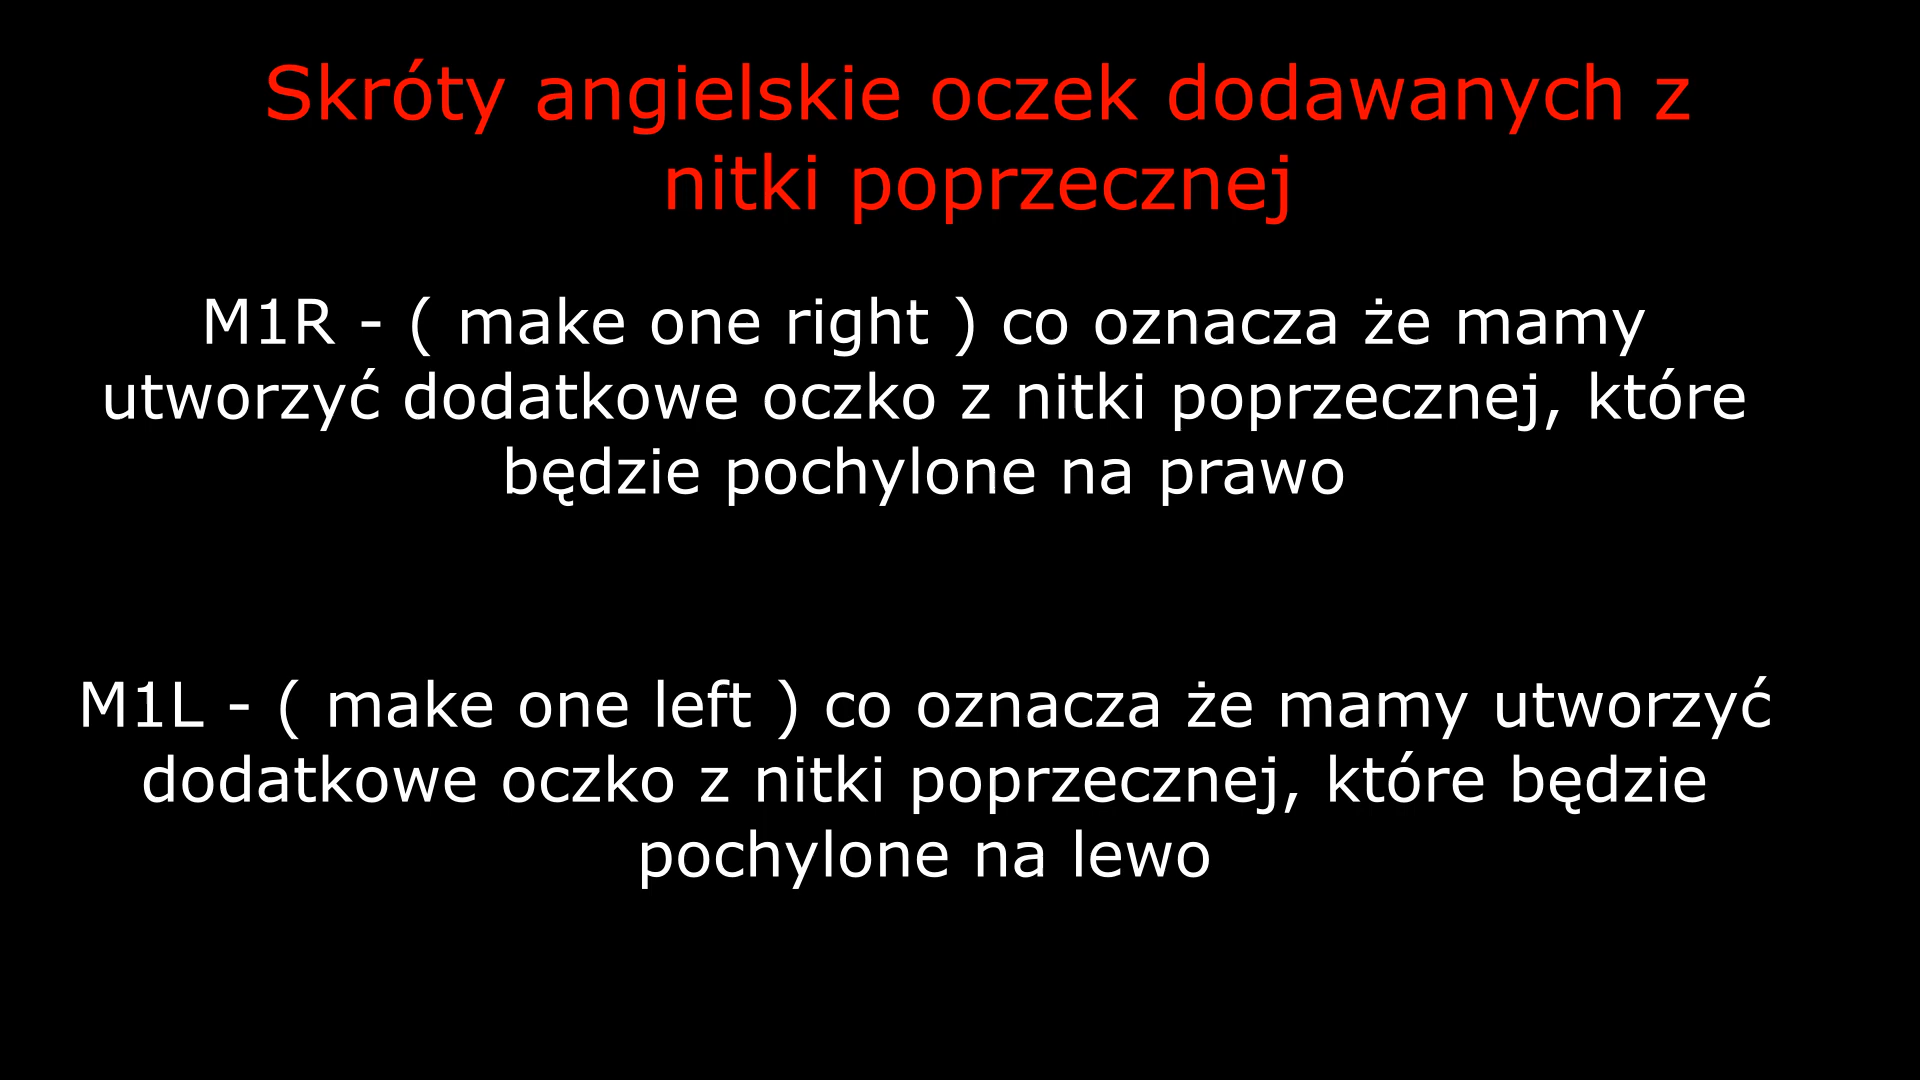 Skróty angielskie oczek dodawanych z
nitki poprzecznej
M1R - ( make one right ) co oznacza że mamy
utworzyć dodatkowe oczko z nitki poprzecznej, które
będzie pochylone na prawo
M1L - ( make one left ) co oznacza że mamy utworzyć
dodatkowe oczko z nitki poprzecznej, które będzie
pochylone na lewo